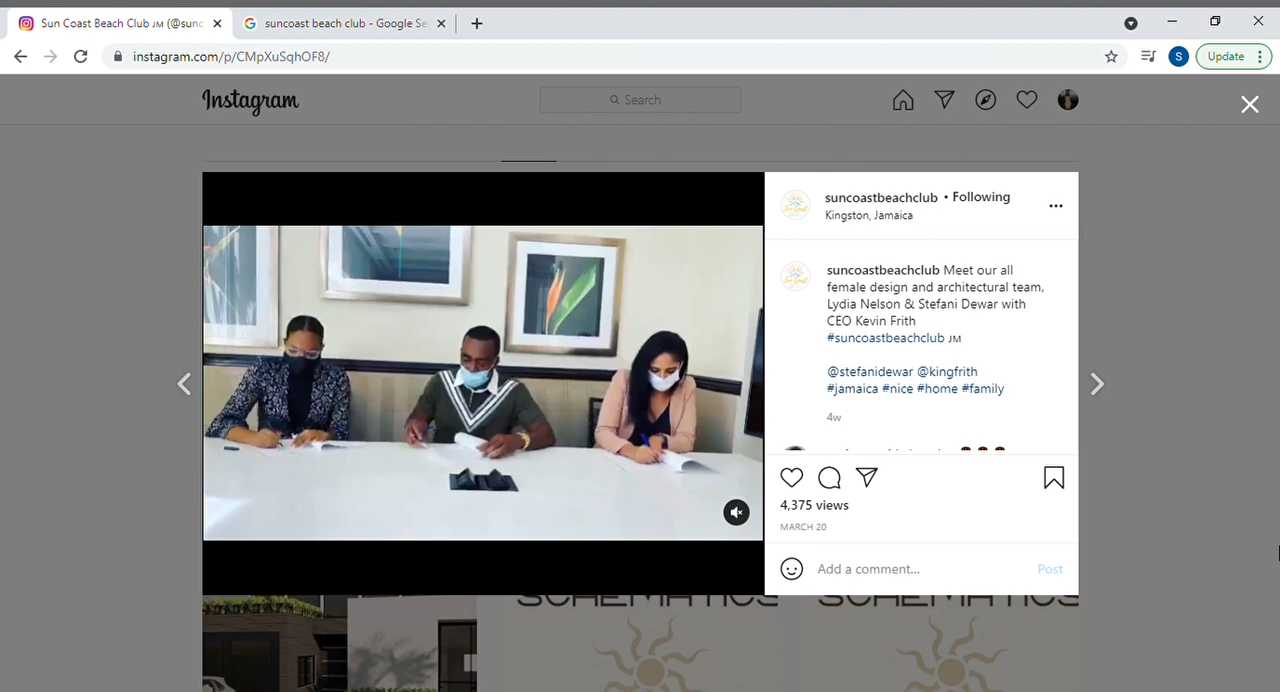 Sun Coast Beach Club JM (@sunc
suncoast beach club - Google Se
instagram.com/p/CMpXuSqhOF8/
S
Update
Instagram
Search
suncoastbeachclub • Following
Kingston, Jamaica
suncoastbeachclub Meet our all
female design and architectural team,
Lydia Nelson & Stefani Dewar with
CEO Kevin Frith
#suncoastbeachclub JM
@stefanidewar @kingfrith
#jamaica #nice #home #family
4w
4,375 views
MARCH 20
Add a comment...
Post
SCHEMATICS
SCHEMATICS